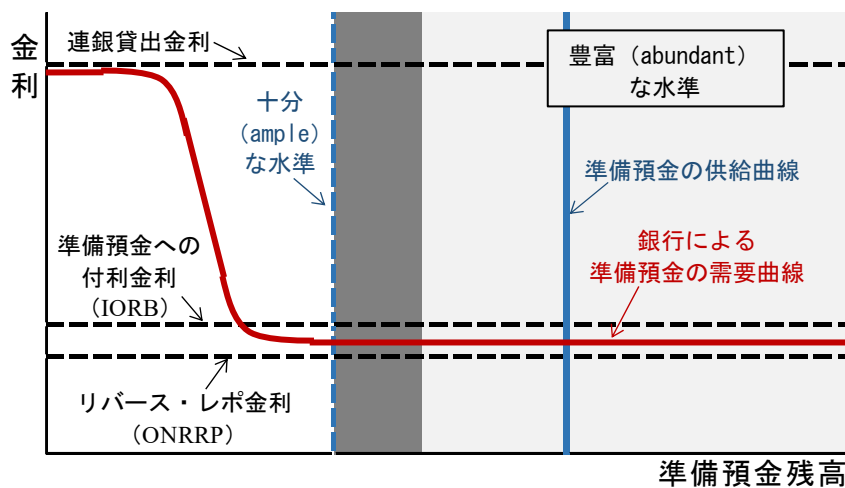 金
利
連銀貸出金利
十分
(ample)
な水準
豊富(abundant)
な水準
準備預金の供給曲線
銀行による
準備預金の需要曲線
準備預金への
付利金利
(IORB)
リバース・レポ金利
(ONRRP)
準備預金残高